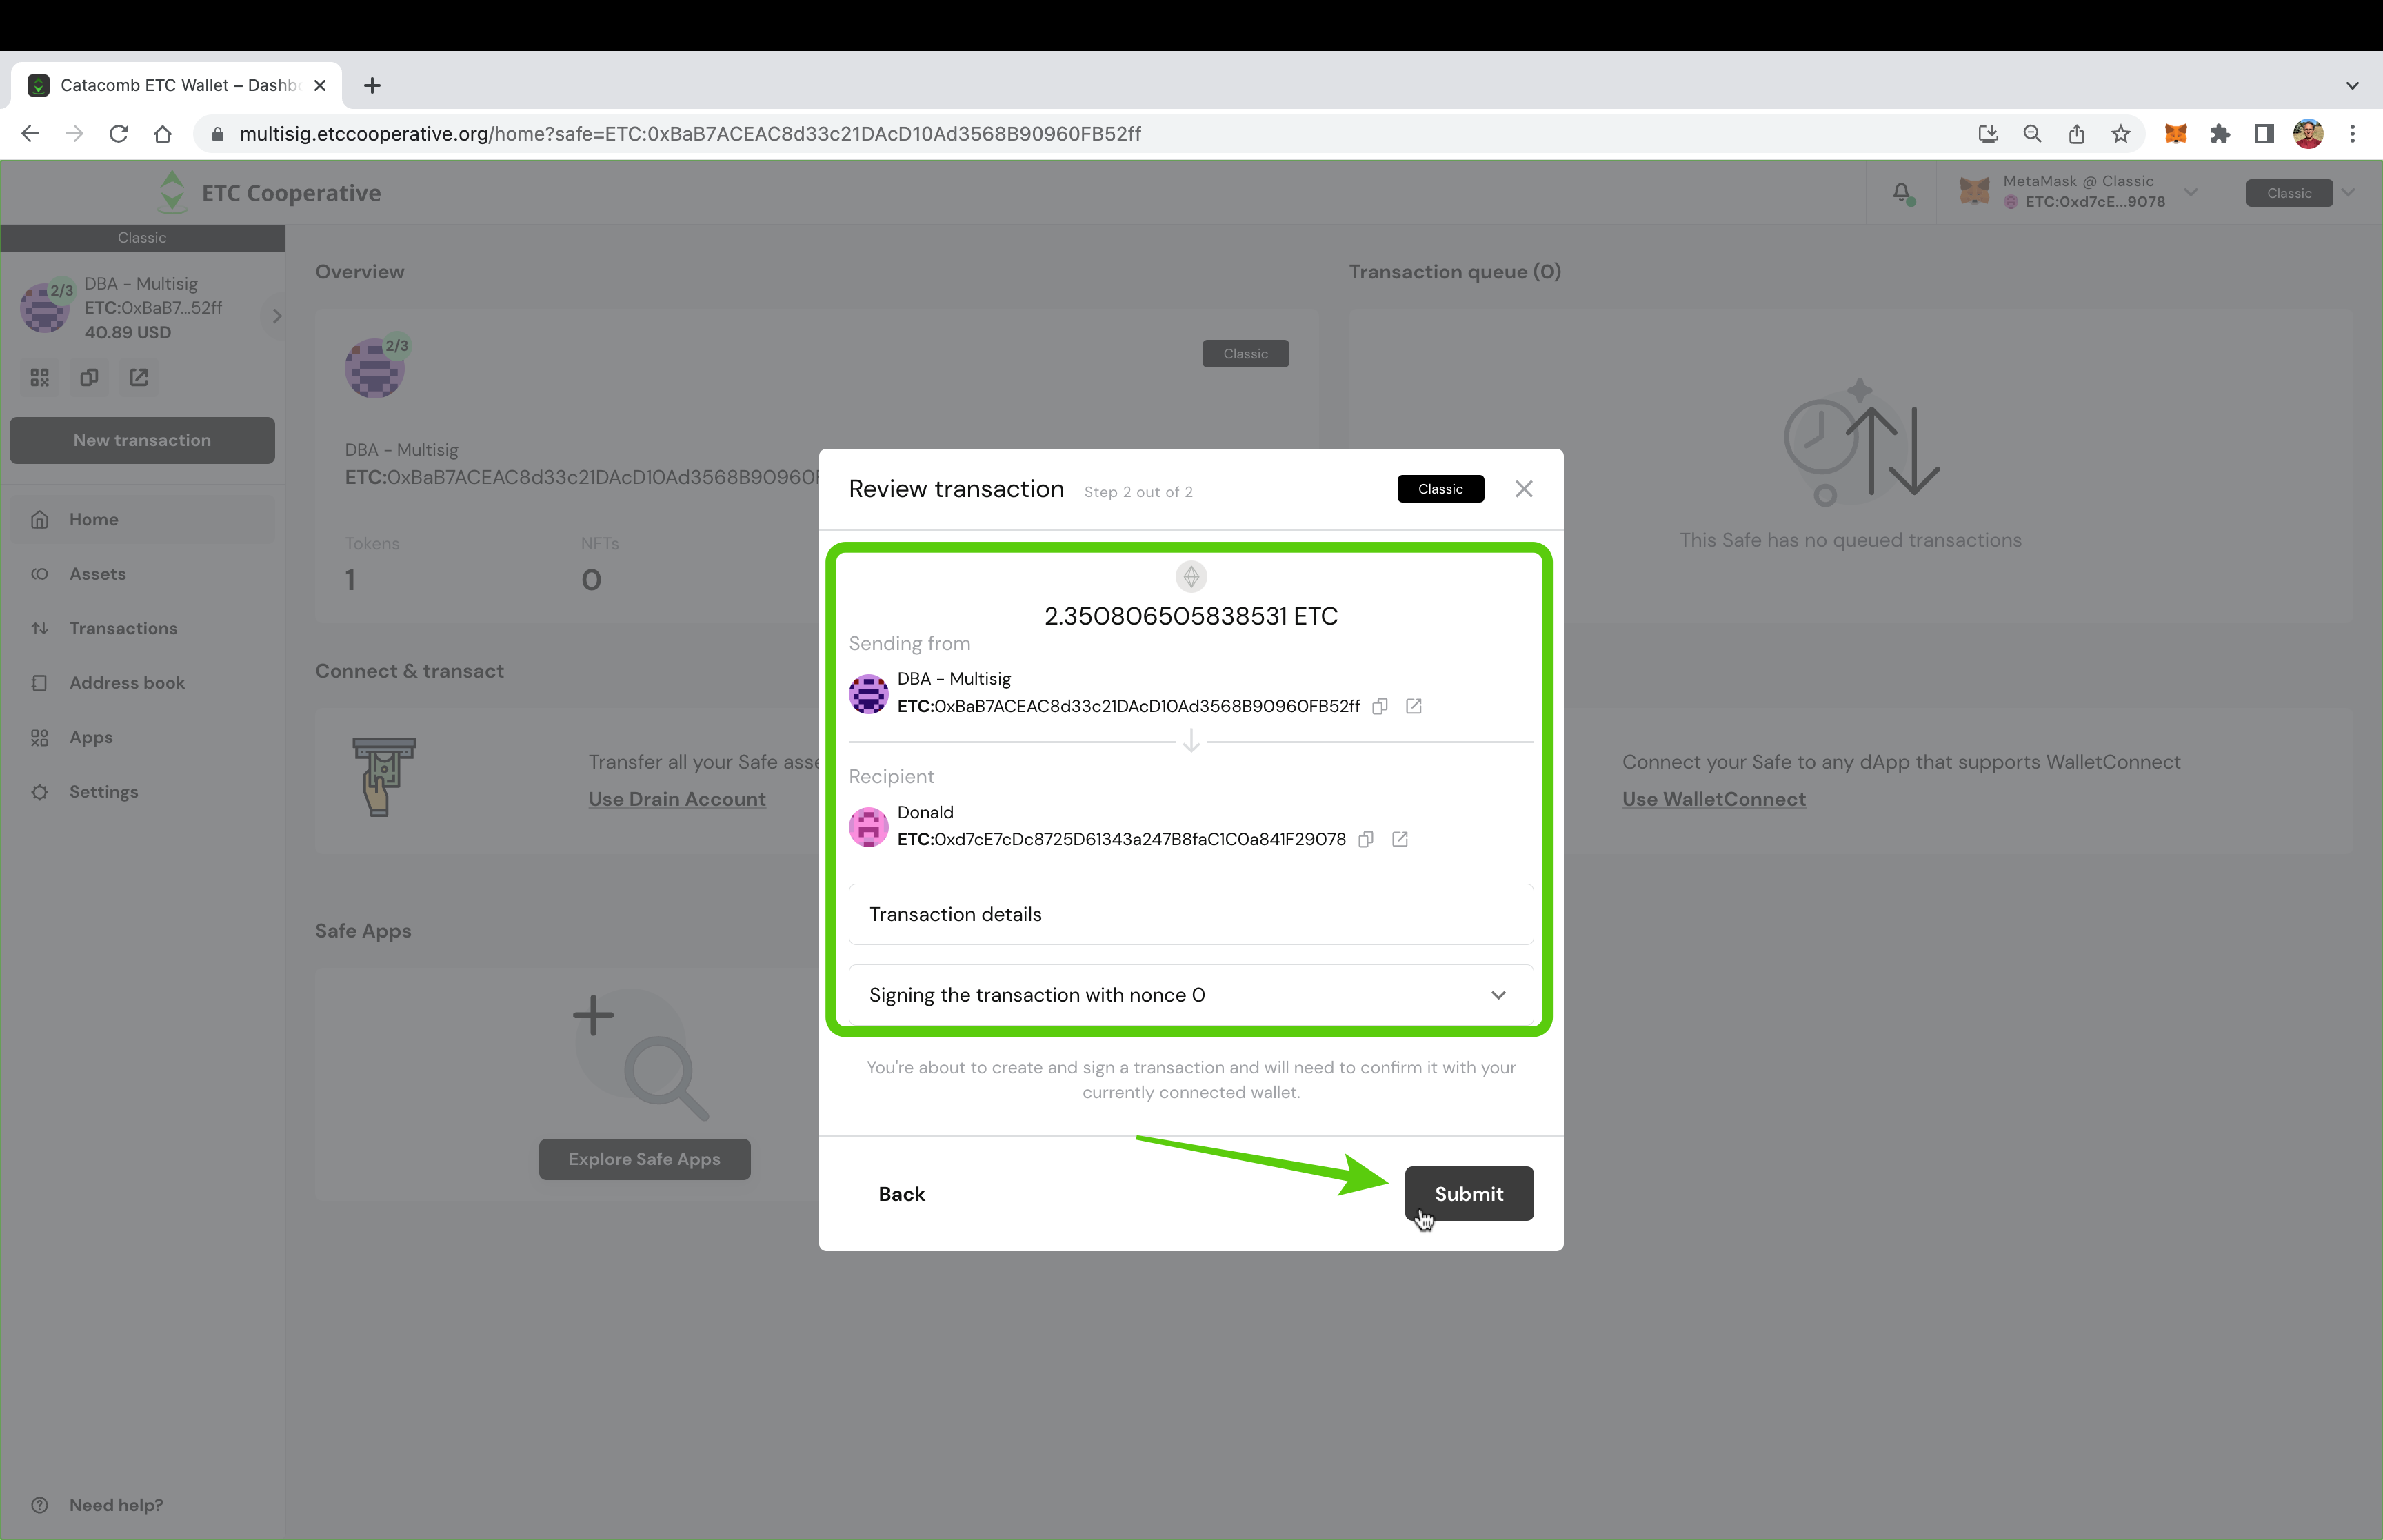 Catacomb ETC Wallet – Dashb
multisig.etccooperative.org/home?safe=ETC:0xBaB7ACEAC8d33c21DAcD10Ad3568B90960FB52ff
ETC Cooperative
MetaMask @ Classic
ETC:0xd7cE...9078
Classic
Classic
2/3
DBA - Multisig
ETC:0xBaB7...52ff
40.89 USD
New transaction
Home
Assets
Transactions
Address book
Apps
Settings
Need help?
Overview
2/3
Classic
DBA - Multisig
ETC:0xBaB7ACEAC8d33c21DAcD10Ad3568B90960F
Tokens
1
NFTs
0
Transaction queue (0)
This Safe has no queued transactions
Connect & transact
Transfer all your Safe asse
Use Drain Account
Connect your Safe to any dApp that supports WalletConnect
Use WalletConnect
Safe Apps
Explore Safe Apps
Review transaction
Step 2 out of 2
Classic
2.350806505838531 ETC
Sending from
DBA - Multisig
ETC:0xBaB7ACEAC8d33c21DAcD10Ad3568B90960FB52ff
Recipient
Donald
ETC:0xd7cE7cDc8725D61343a247B8faC1C0a841F29078
Transaction details
Signing the transaction with nonce 0
You're about to create and sign a transaction and will need to confirm it with your
currently connected wallet.
Back
Submit